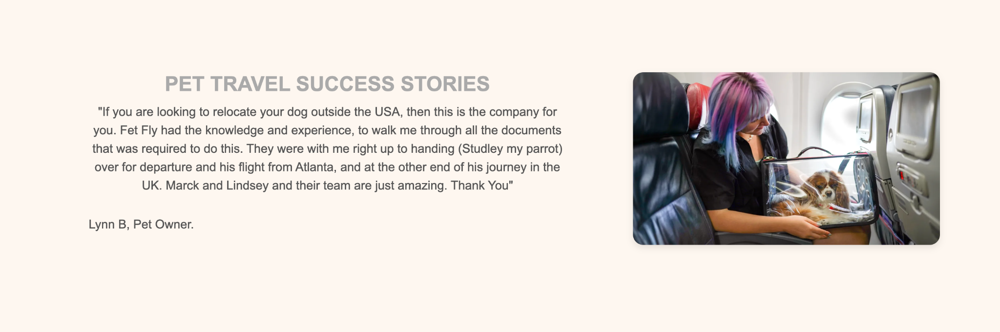 PET TRAVEL SUCCESS STORIES
"If you are looking to relocate your dog outside the USA, then this is the company for
you. Fet Fly had the knowledge and experience, to walk me through all the documents
that was required to do this. They were with me right up to handing (Studley my parrot)
over for departure and his flight from Atlanta, and at the other end of his journey in the
UK. Marck and Lindsey and their team are just amazing. Thank You"
Lynn B, Pet Owner.